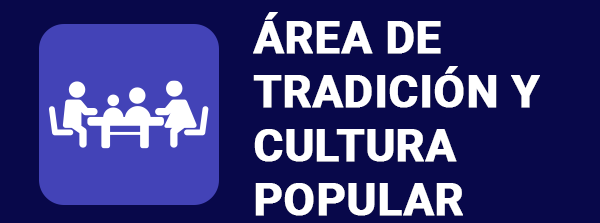 ÁREA DE
TRADICIÓN Y
CULTURA
POPULAR